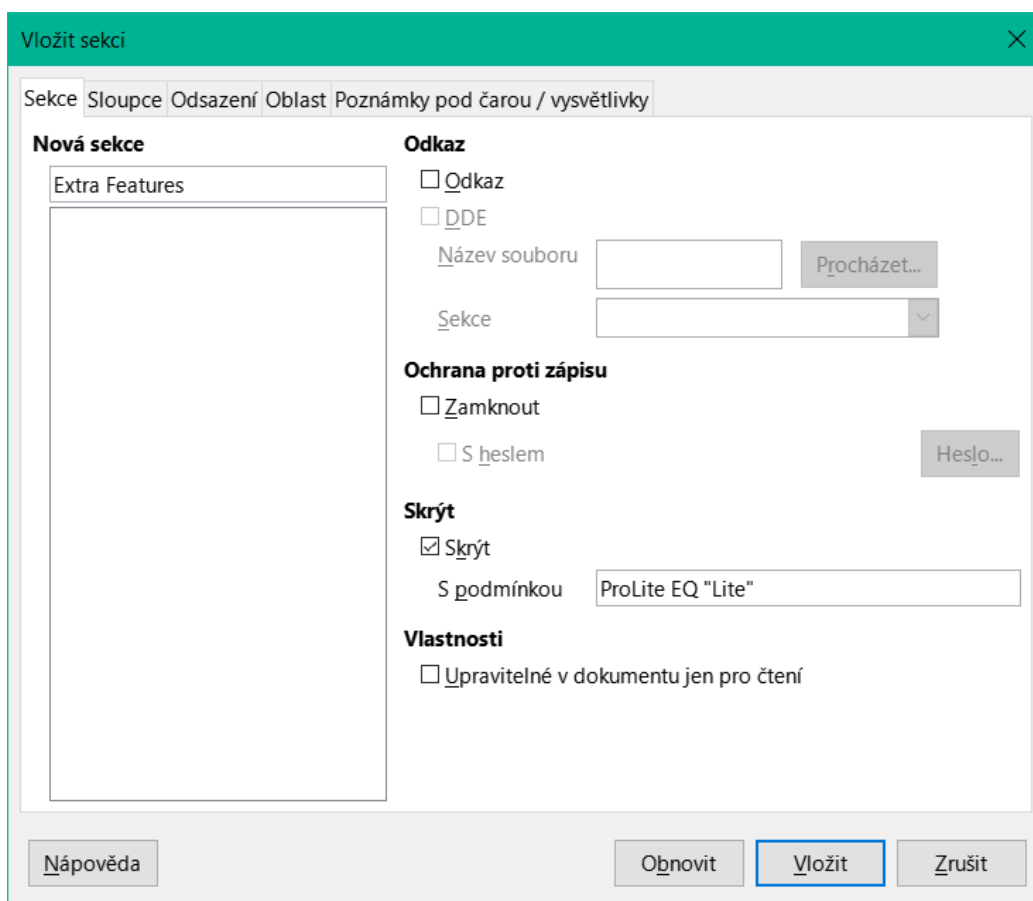 Vložit sekci
Sekce Sloupce Odsazení Oblast Poznámky pod čarou / vysvětlivky
Nová sekce
Extra Features
Odkaz
Odkaz
DDE
Název souboru
Procházet...
Sekce
Ochrana proti zápisu
Zamknout
S heslem
Heslo...
Skrýt
Skrýt
S podmínkou
ProLite EQ "Lite"
Vlastnosti
Upravitelné v dokumentu jen pro čtení
Nápověda
Obnovit
Vložit
Zrušit